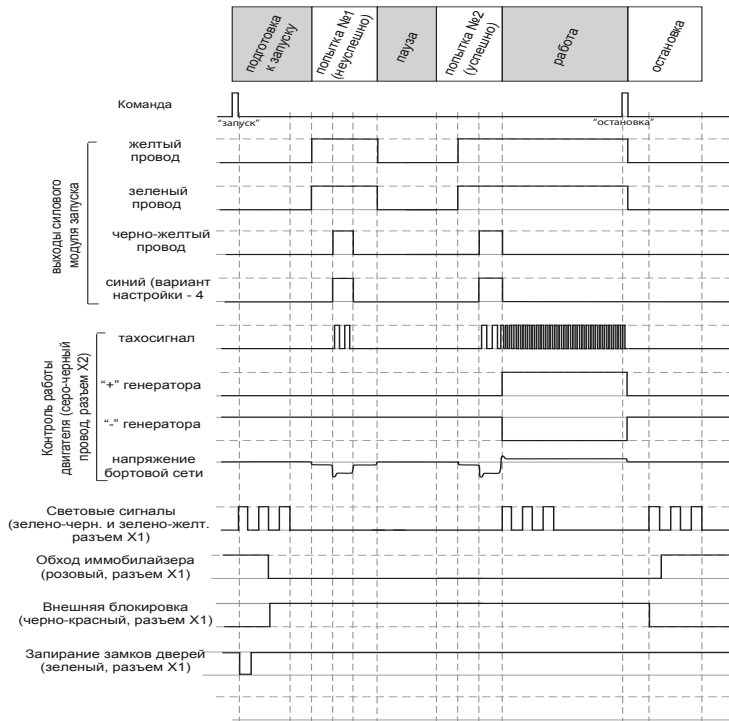 подготовка
к запуску
попытка №1
(неуспешно)
пауза
попытка №2
(успешно)
работа
остановка
Команда
"запуск"
"остановка"
выходы силового
модуля запуска
желтый
провод
зеленый
провод
черно-желтый
провод
синий (вариант
настройки - 4
Контроль работы
двигателя (серо-черный
провод, разъем X2)
тахосигнал
"+" генератора
"-" генератора
напряжение
бортовой сети
Световые сигналы
(зелено-черн. и зелено-желт.
разъем X1)
Обход иммобилайзера
(розовый, разъем X1)
Внешняя блокировка
(черно-красный, разъем X1)
Запирание замков дверей
(зеленый, разъем X1)